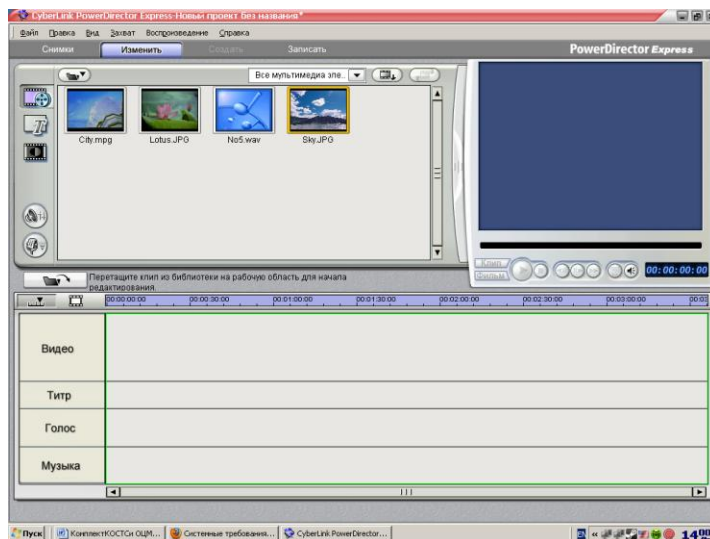 CyberLink PowerDirector Express-Новый проект без названия*
Файл Правка Вид Захват Воспроизведение Справка
Снимки Изменить Создать Записать PowerDirector Express
Все мультимедиа эле..
City.mpg Lotus.JPG No5.wav Sky.JPG
Клип
Фильм
00:00:00:00
Перетащите клип из библиотеки на рабочую область для начала
редактирования.
00:00:00:00 00:00:30:00 00:01:00:00 00:01:30:00 00:02:00:00 00:02:30:00 00:03:00:00 00:03
Видео
Титр
Голос
Музыка
Пуск КомплектКОСТСи ОЦМ... Системные требования... CyberLink PowerDirector...